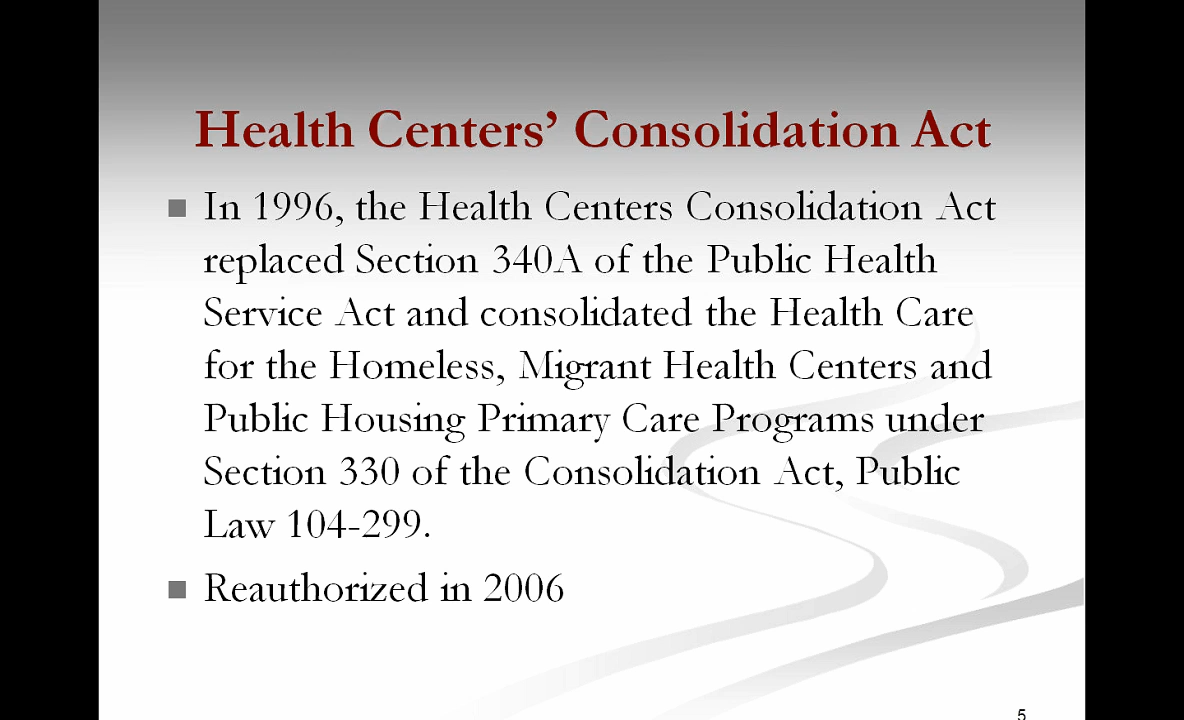 Health Centers’ Consolidation Act
■ In 1996, the Health Centers Consolidation Act
replaced Section 340A of the Public Health
Service Act and consolidated the Health Care
for the Homeless, Migrant Health Centers and
Public Housing Primary Care Programs under
Section 330 of the Consolidation Act, Public
Law 104-299.
■ Reauthorized in 2006
5